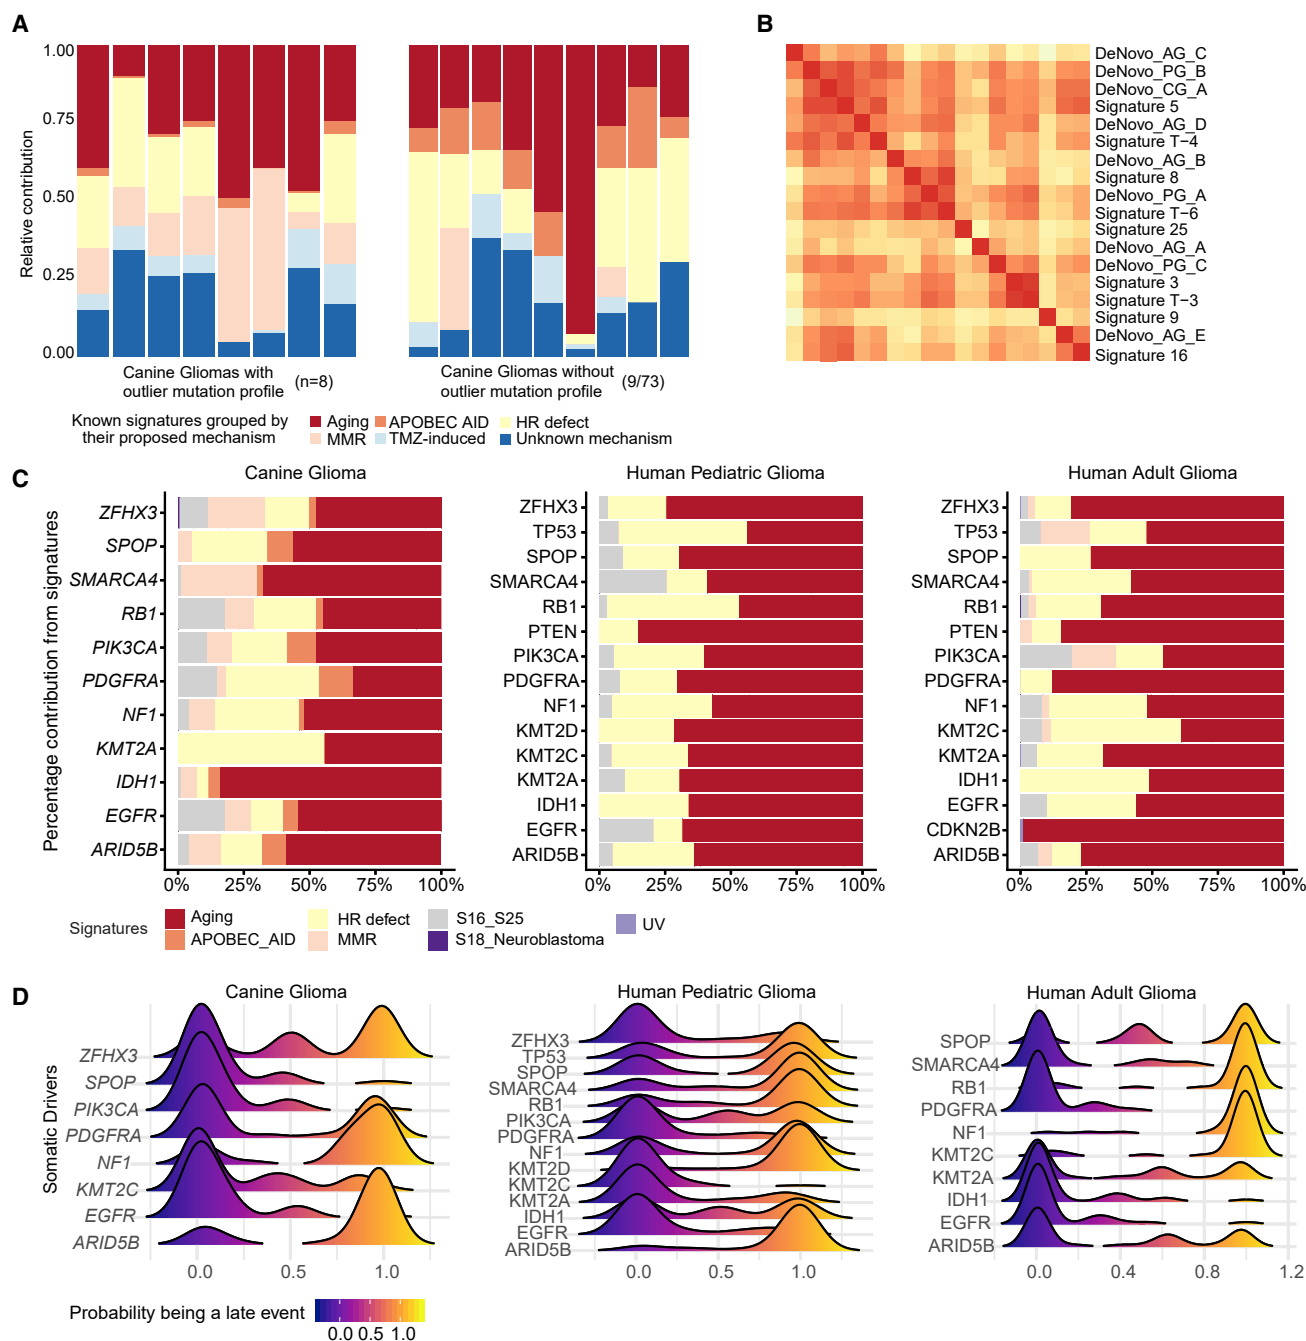 A
1.00
0.75
0.50
0.25
0.00
Relative contribution
Canine Gliomas with
outlier mutation profile
(n=8)
Canine Gliomas without
outlier mutation profile
(9/73)
Known signatures grouped by
their proposed mechanism
Aging APOBEC AID HR defect
MMR TMZ-induced Unknown mechanism
B
DeNovo_AG_C
DeNovo_PG_B
DeNovo_CG_A
Signature 5
DeNovo_AG_D
Signature T−4
DeNovo_AG_B
Signature 8
DeNovo_PG_A
Signature T−6
Signature 25
DeNovo_AG_A
DeNovo_PG_C
Signature 3
Signature T−3
Signature 9
DeNovo_AG_E
Signature 16
C
Percentage contribution from signatures
Canine Glioma
ZFHX3
SPOP
SMARCA4
RB1
PIK3CA
PDGFRA
NF1
KMT2A
IDH1
EGFR
ARID5B
0% 25% 50% 75% 100%
Human Pediatric Glioma
ZFHX3
TP53
SPOP
SMARCA4
RB1
PTEN
PIK3CA
PDGFRA
NF1
KMT2D
KMT2C
KMT2A
IDH1
EGFR
ARID5B
0% 25% 50% 75% 100%
Human Adult Glioma
ZFHX3
TP53
SPOP
SMARCA4
RB1
PTEN
PIK3CA
PDGFRA
NF1
KMT2C
KMT2A
IDH1
EGFR
CDKN2B
ARID5B
0% 25% 50% 75% 100%
Signatures
Aging HR defect S16_S25 UV
APOBEC_AID MMR S18_Neuroblastoma
D
Somatic Drivers
Canine Glioma
ZFHX3
SPOP
PIK3CA
PDGFRA
NF1
KMT2C
EGFR
ARID5B
0.0 0.5 1.0
Human Pediatric Glioma
ZFHX3
TP53
SPOP
SMARCA4
RB1
PIK3CA
PDGFRA
NF1
KMT2D
KMT2C
KMT2A
IDH1
EGFR
ARID5B
0.0 0.5 1.0
Human Adult Glioma
SPOP
SMARCA4
RB1
PDGFRA
NF1
KMT2C
KMT2A
IDH1
EGFR
ARID5B
0.0 0.4 0.8 1.2
Probability being a late event
0.0 0.5 1.0